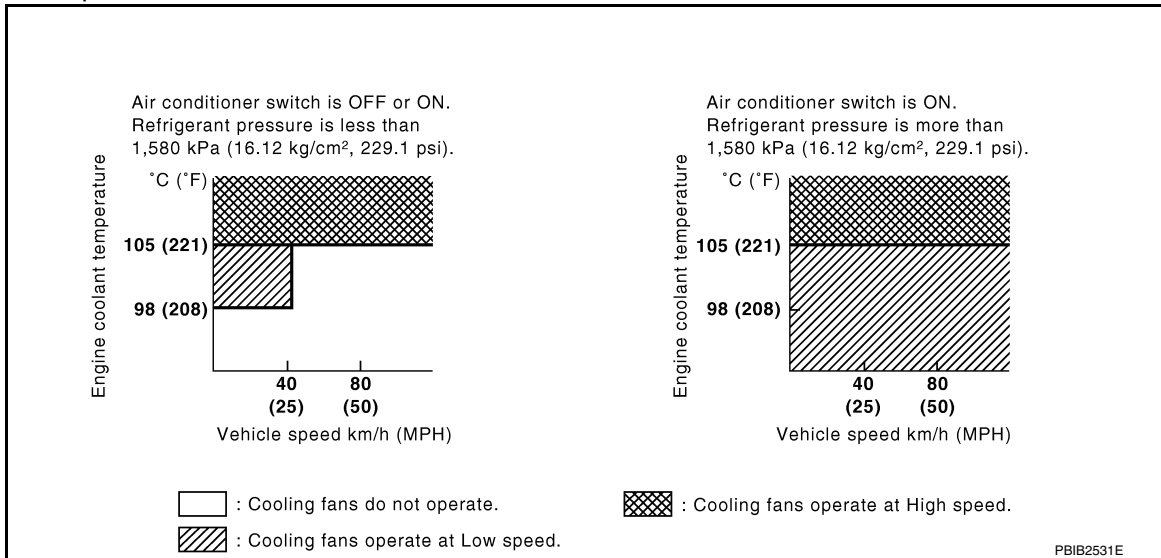 Air conditioner switch is OFF or ON.
Refrigerant pressure is less than
1,580 kPa (16.12 kg/cm², 229.1 psi).
Engine coolant temperature
˚C (˚F)
105 (221)
98 (208)
40
(25)
80
(50)
Vehicle speed km/h (MPH)
Air conditioner switch is ON.
Refrigerant pressure is more than
1,580 kPa (16.12 kg/cm², 229.1 psi).
Engine coolant temperature
˚C (˚F)
105 (221)
98 (208)
40
(25)
80
(50)
Vehicle speed km/h (MPH)
: Cooling fans do not operate.
: Cooling fans operate at Low speed.
: Cooling fans operate at High speed.
PBIB2531E